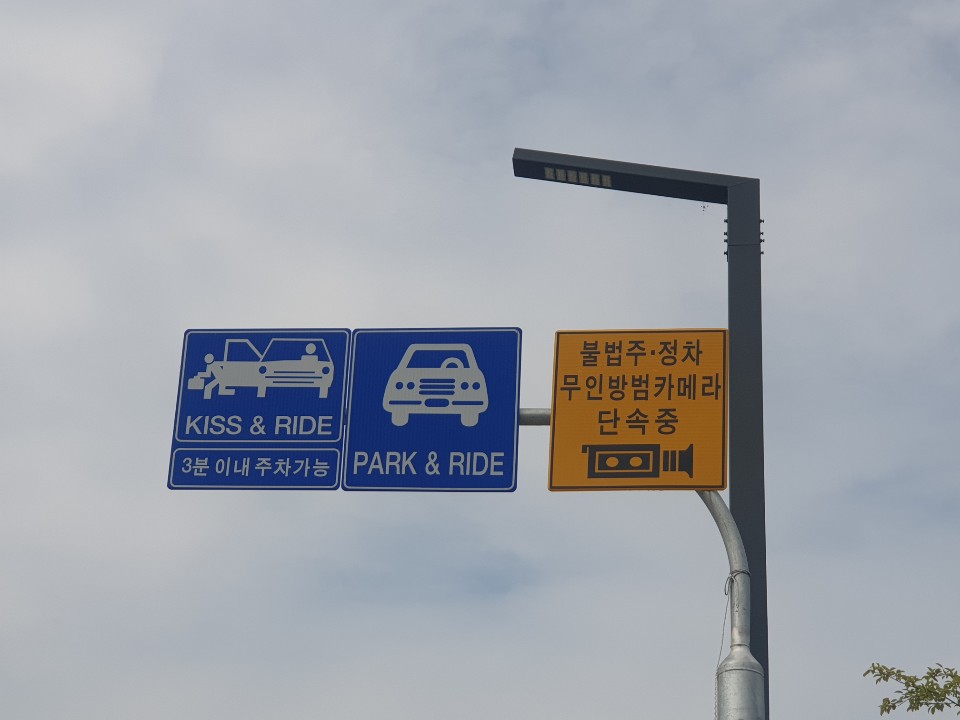 KISS & RIDE
3분 이내 주차가능
PARK & RIDE
불법주·정차
무인방범카메라
단속중